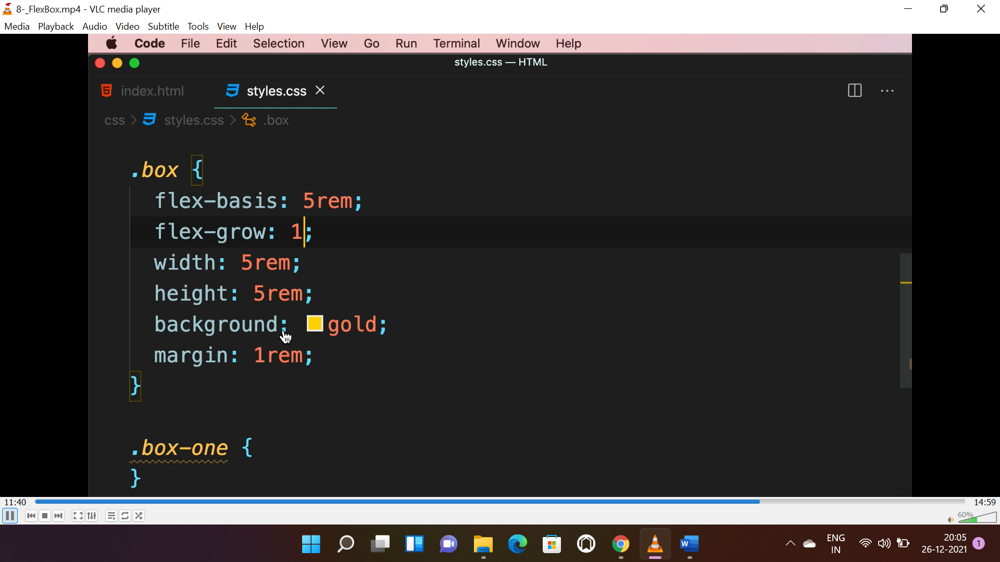 8-_FlexBox.mp4 - VLC media player
Media Playback Audio Video Subtitle Tools View Help
Code File Edit Selection View Go Run Terminal Window Help
styles.css — HTML
index.html styles.css
css > styles.css > .box
.box {
flex-basis: 5rem;
flex-grow: 1;
width: 5rem;
height: 5rem;
background: gold;
margin: 1rem;
}
.box-one {
}
11:40 14:59
60%
ENG 20:05
IN 26-12-2021 1